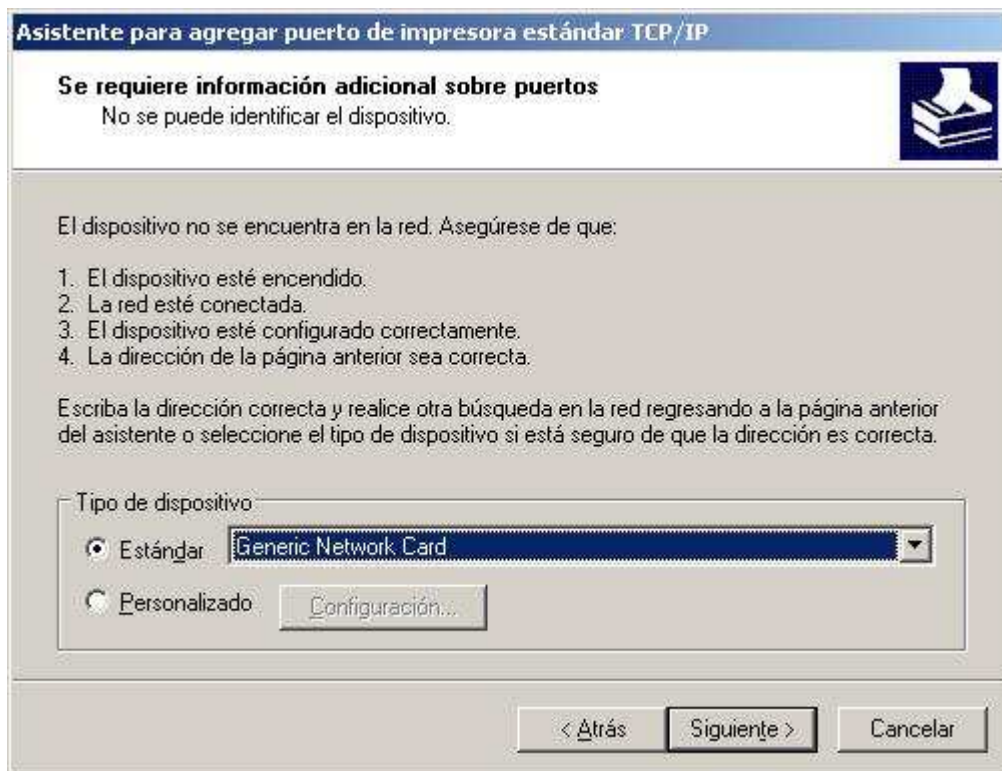 Asistente para agregar puerto de impresora estándar TCP/IP
Se requiere información adicional sobre puertos
No se puede identificar el dispositivo.
El dispositivo no se encuentra en la red. Asegúrese de que:
1. El dispositivo esté encendido.
2. La red esté conectada.
3. El dispositivo esté configurado correctamente.
4. La dirección de la página anterior sea correcta.
Escriba la dirección correcta y realice otra búsqueda en la red regresando a la página anterior
del asistente o seleccione el tipo de dispositivo si está seguro de que la dirección es correcta.
Tipo de dispositivo
Estándar Generic Network Card
Personalizado Configuración...
< Atrás Siguiente > Cancelar